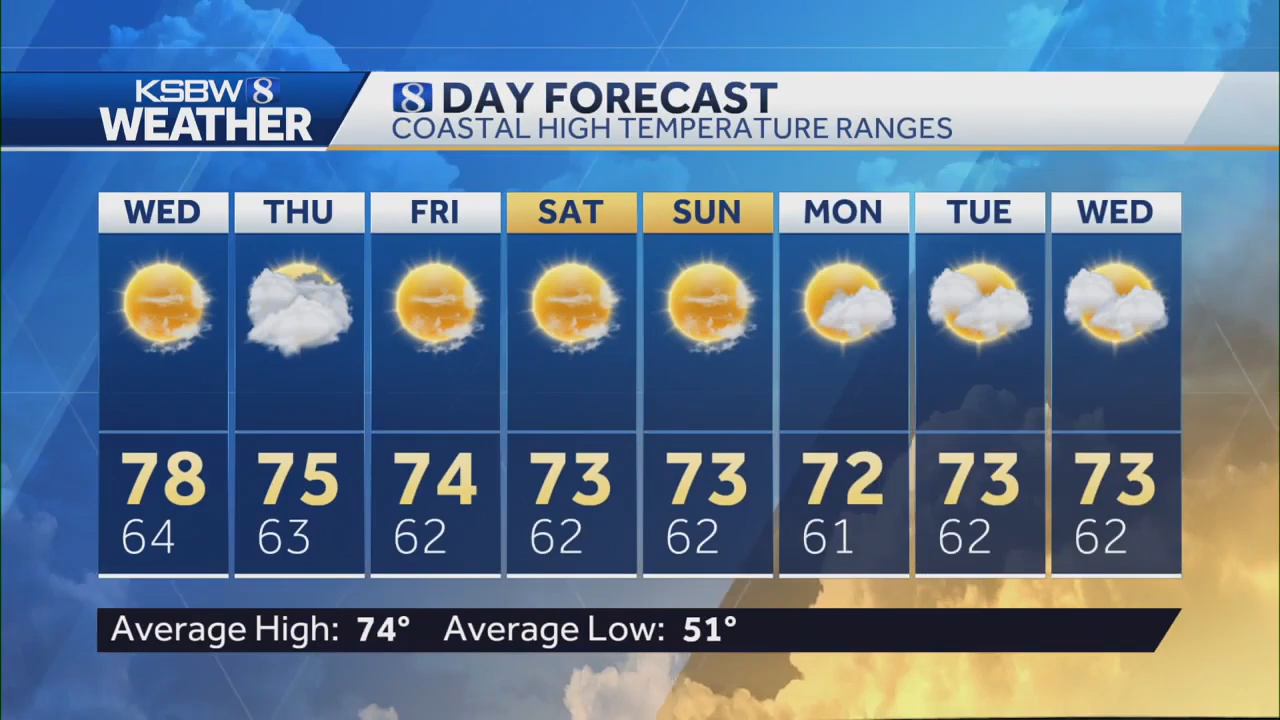 KSBW 8
WEATHER
8 DAY FORECAST
COASTAL HIGH TEMPERATURE RANGES
WED THU FRI SAT SUN MON TUE WED
78 75 74 73 73 72 73 73
64 63 62 62 62 61 62 62
Average High: 74° Average Low: 51°